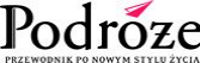 Podróże
PRZEWODNIK PO NOWYM STYLU ŻYCIA